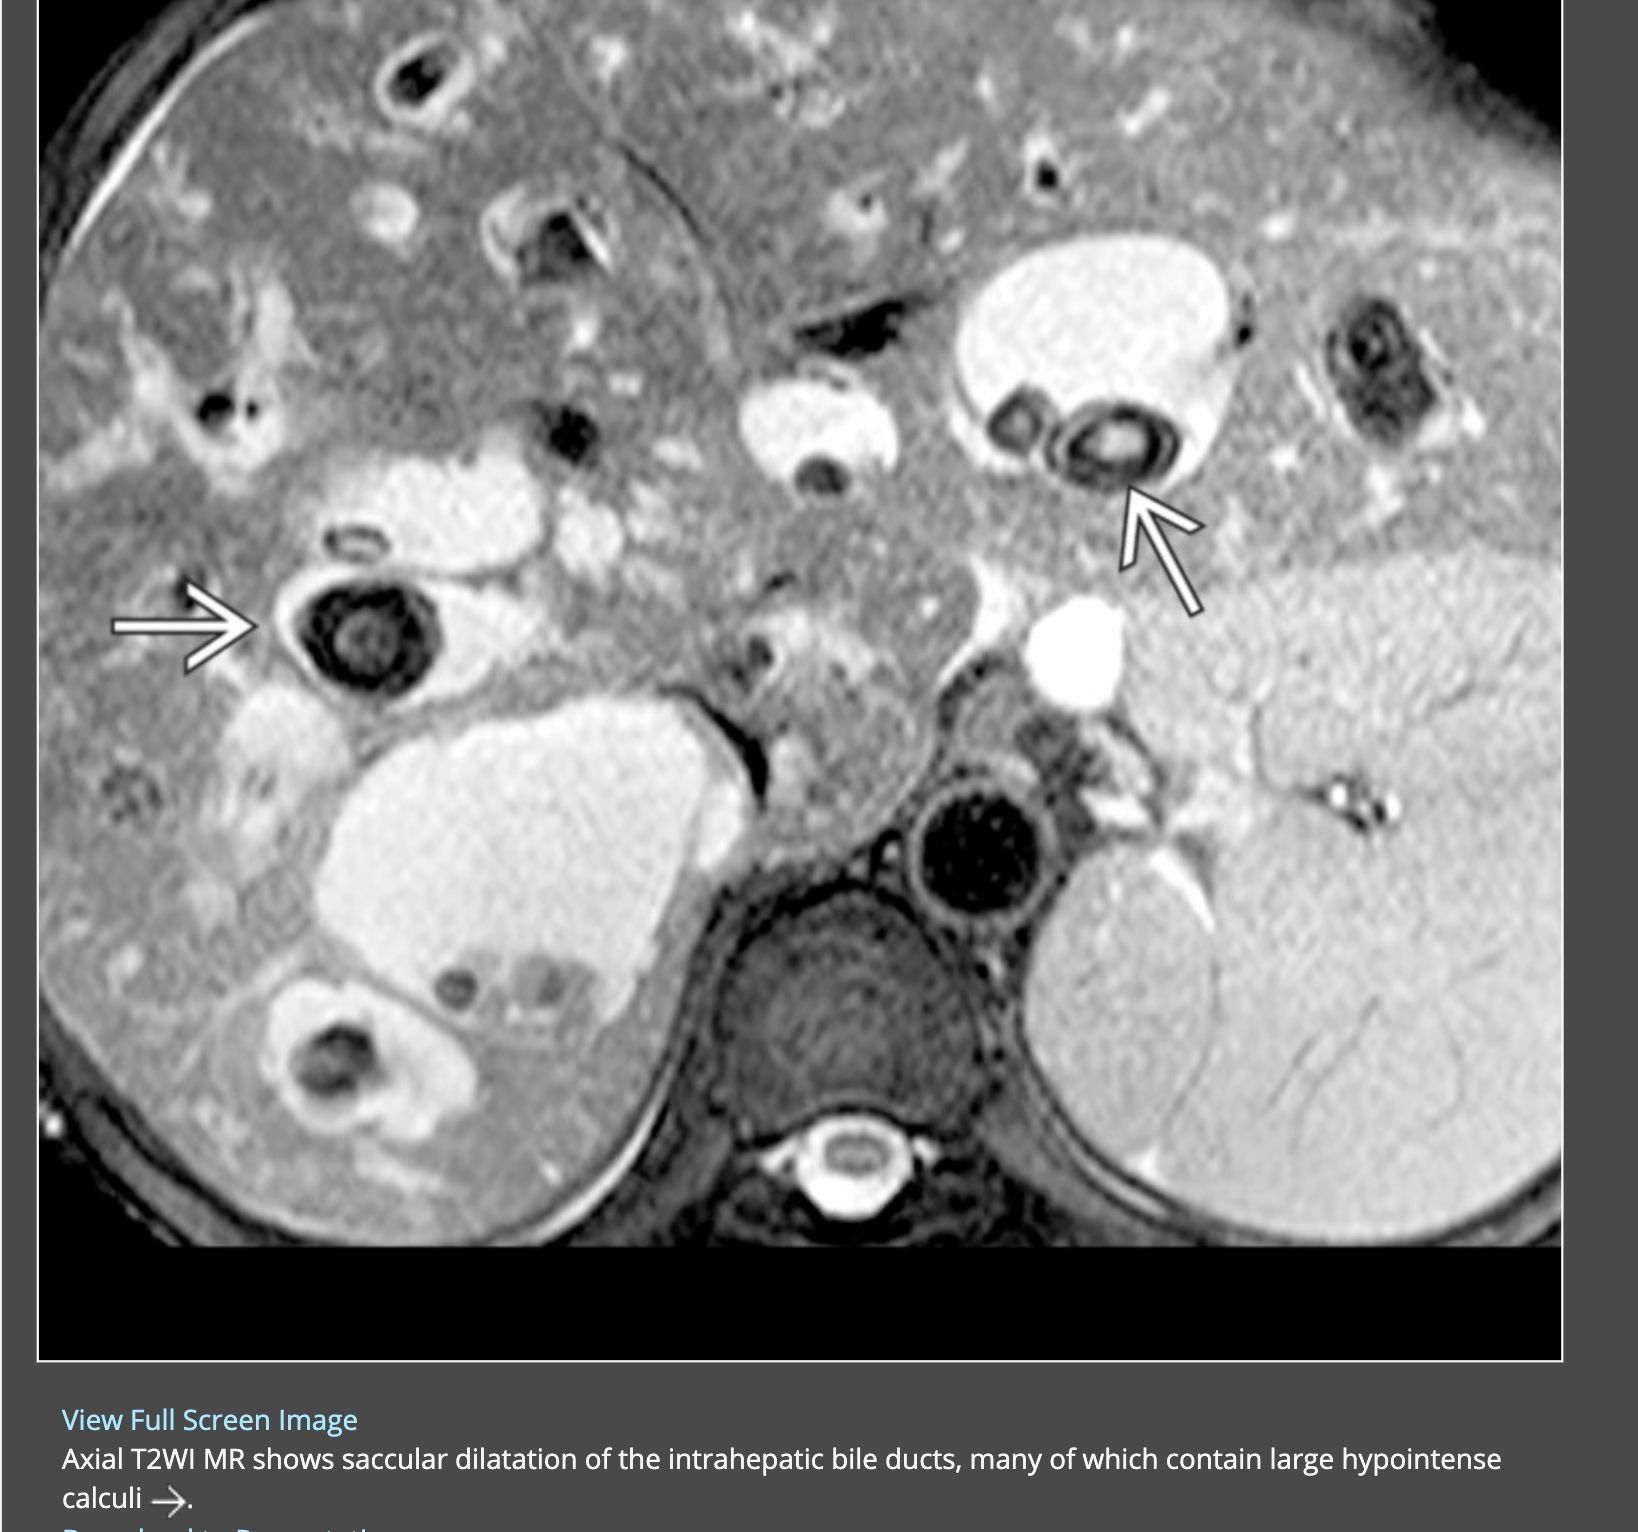 View Full Screen Image
Axial T2WI MR shows saccular dilatation of the intrahepatic bile ducts, many of which contain large hypointense
calculi →.